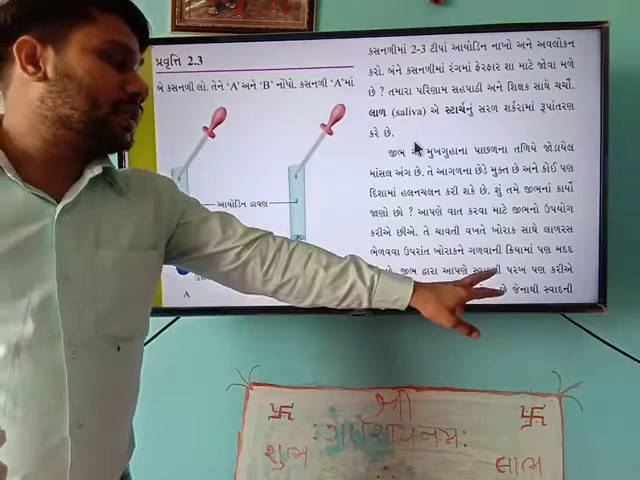 પ્રવૃત્તિ 2.3
બે કસનળી લો. તેને ‘A’ અને ‘B’ નોંધો. કસનળી ‘A’માં
આયોડિન દ્રાવણ
A
કસનળીમાં 2-3 ટીપાં આયોડિન નાખો અને અવલોકન
કરો. બંને કસનળીમાં રંગમાં ફેરફાર શા માટે જોવા મળે
છે ? તમારા પરિણામ સહપાઠી અને શિક્ષક સાથે ચર્ચો.
લાળ (saliva) એ સ્ટાર્ચનું સરળ શર્કરામાં રૂપાંતરણ
કરે છે.
જીભ એ મુખગુહાના પાછળના તળિયે જોડાયેલ
માંસલ અંગ છે. તે આગળના છેડે મુક્ત છે અને કોઈ પણ
દિશામાં હલનચલન કરી શકે છે. શું તમે જીભનાં કાર્યો
જાણો છો ? આપણે વાત કરવા માટે જીભનો ઉપયોગ
કરીએ છીએ. તે ચાવતી વખતે ખોરાક સાથે લાળરસ
ભેળવવા ઉપરાંત ખોરાકને ગળવાની ક્રિયામાં પણ મદદ
જીભ દ્વારા આપણે પરખ પણ કરીએ
છે જેનાથી સ્વાદની
શ્રી
ગણેશાયનમઃ
શુભ લાભ